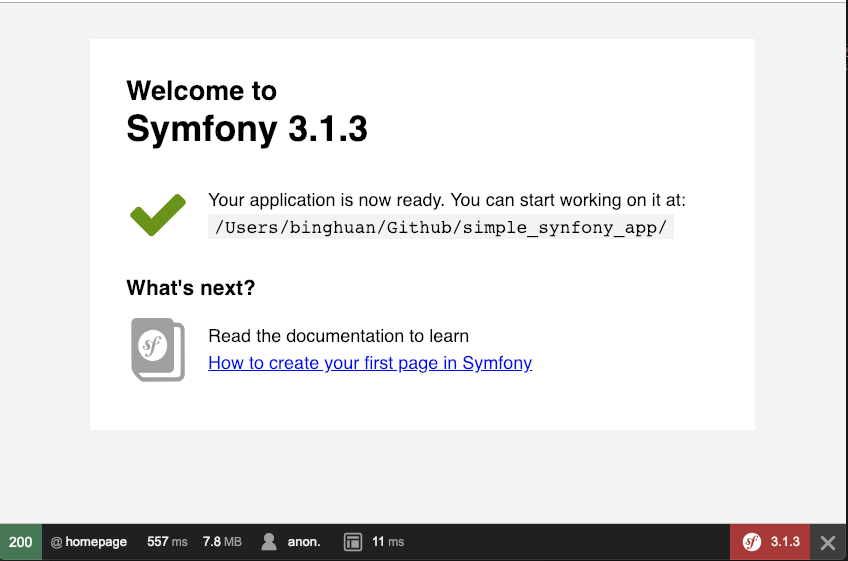 Welcome to
Symfony 3.1.3
Your application is now ready. You can start working on it at:
/Users/binghuan/Github/simple_synfony_app/
What's next?
sf
Read the documentation to learn
How to create your first page in Symfony
200 @ homepage 557 ms 7.8 MB anon. 11 ms sf 3.1.3